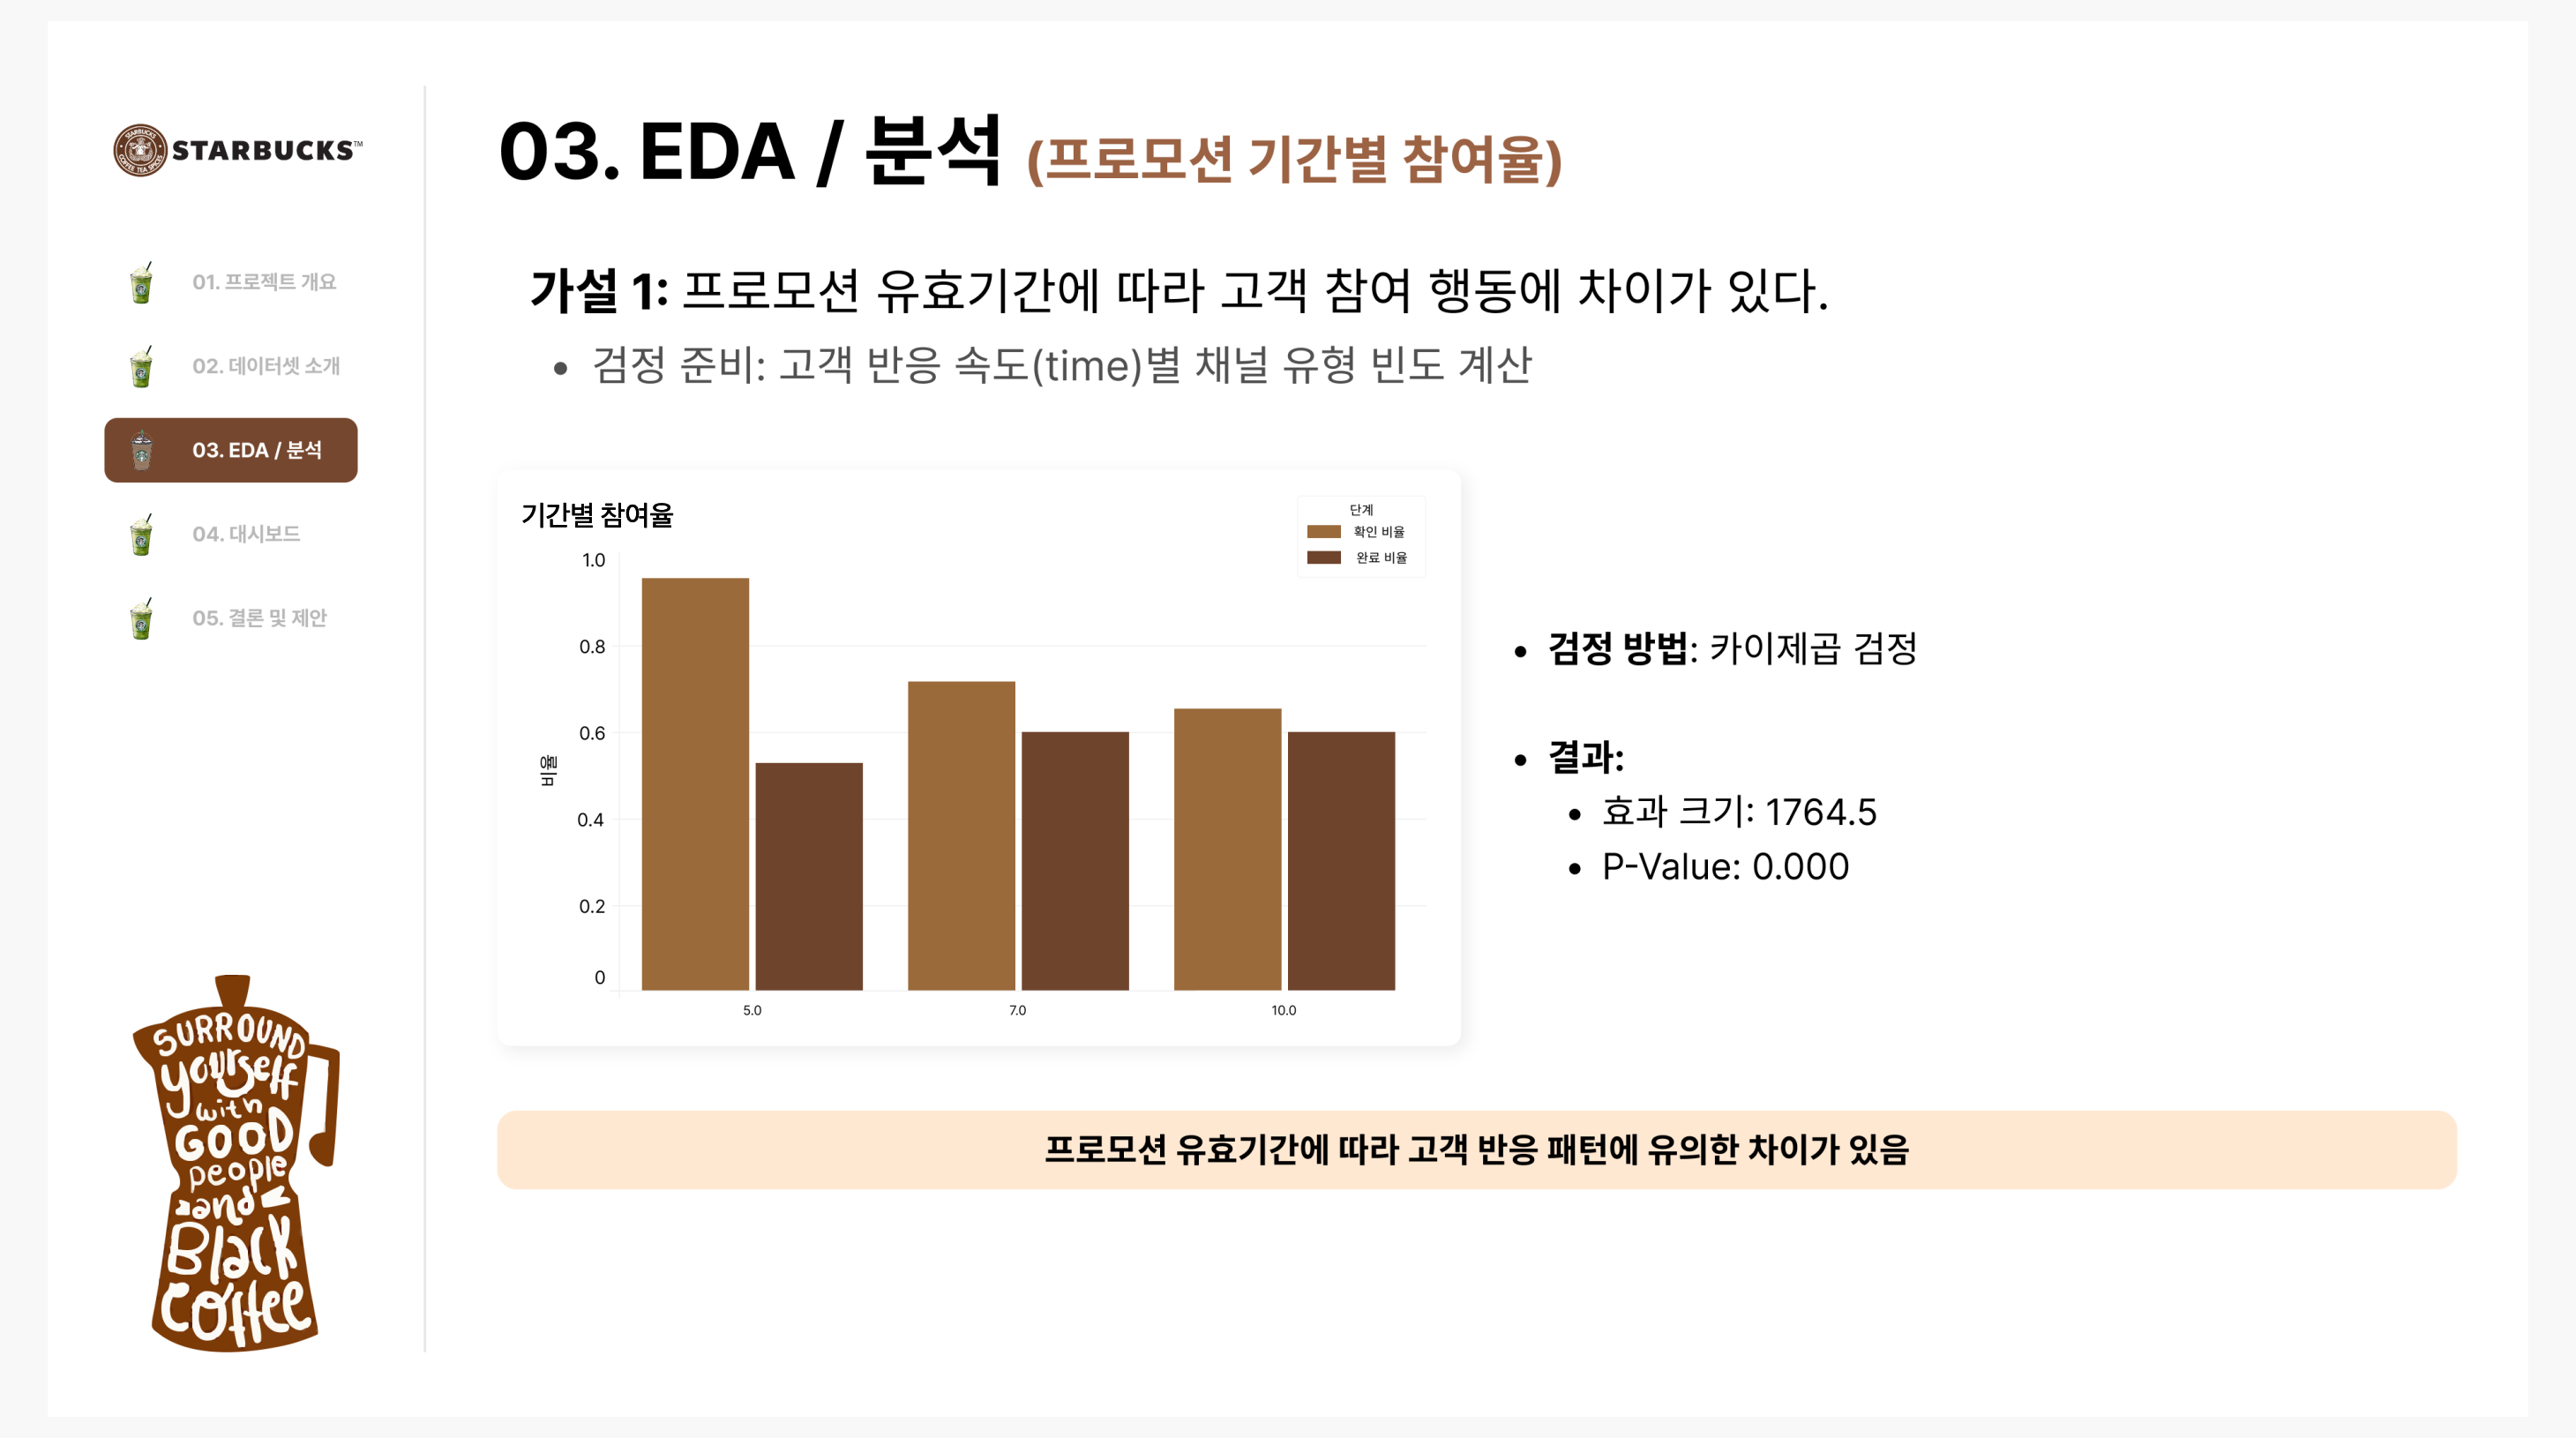 STARBUCKS COFFEE TEA SPICES
STARBUCKS™
01. 프로젝트 개요
02. 데이터셋 소개
03. EDA / 분석
04. 대시보드
05. 결론 및 제안
SURROUND
yourself
with
GOOD
people
and
Black
Coffee
03. EDA / 분석 (프로모션 기간별 참여율)
가설 1: 프로모션 유효기간에 따라 고객 참여 행동에 차이가 있다.
• 검정 준비: 고객 반응 속도(time)별 채널 유형 빈도 계산
기간별 참여율
단계
확인 비율
완료 비율
1.0
0.8
0.6
0.4
0.2
0
비율
5.0
7.0
10.0
• 검정 방법: 카이제곱 검정
• 결과:
• 효과 크기: 1764.5
• P-Value: 0.000
프로모션 유효기간에 따라 고객 반응 패턴에 유의한 차이가 있음